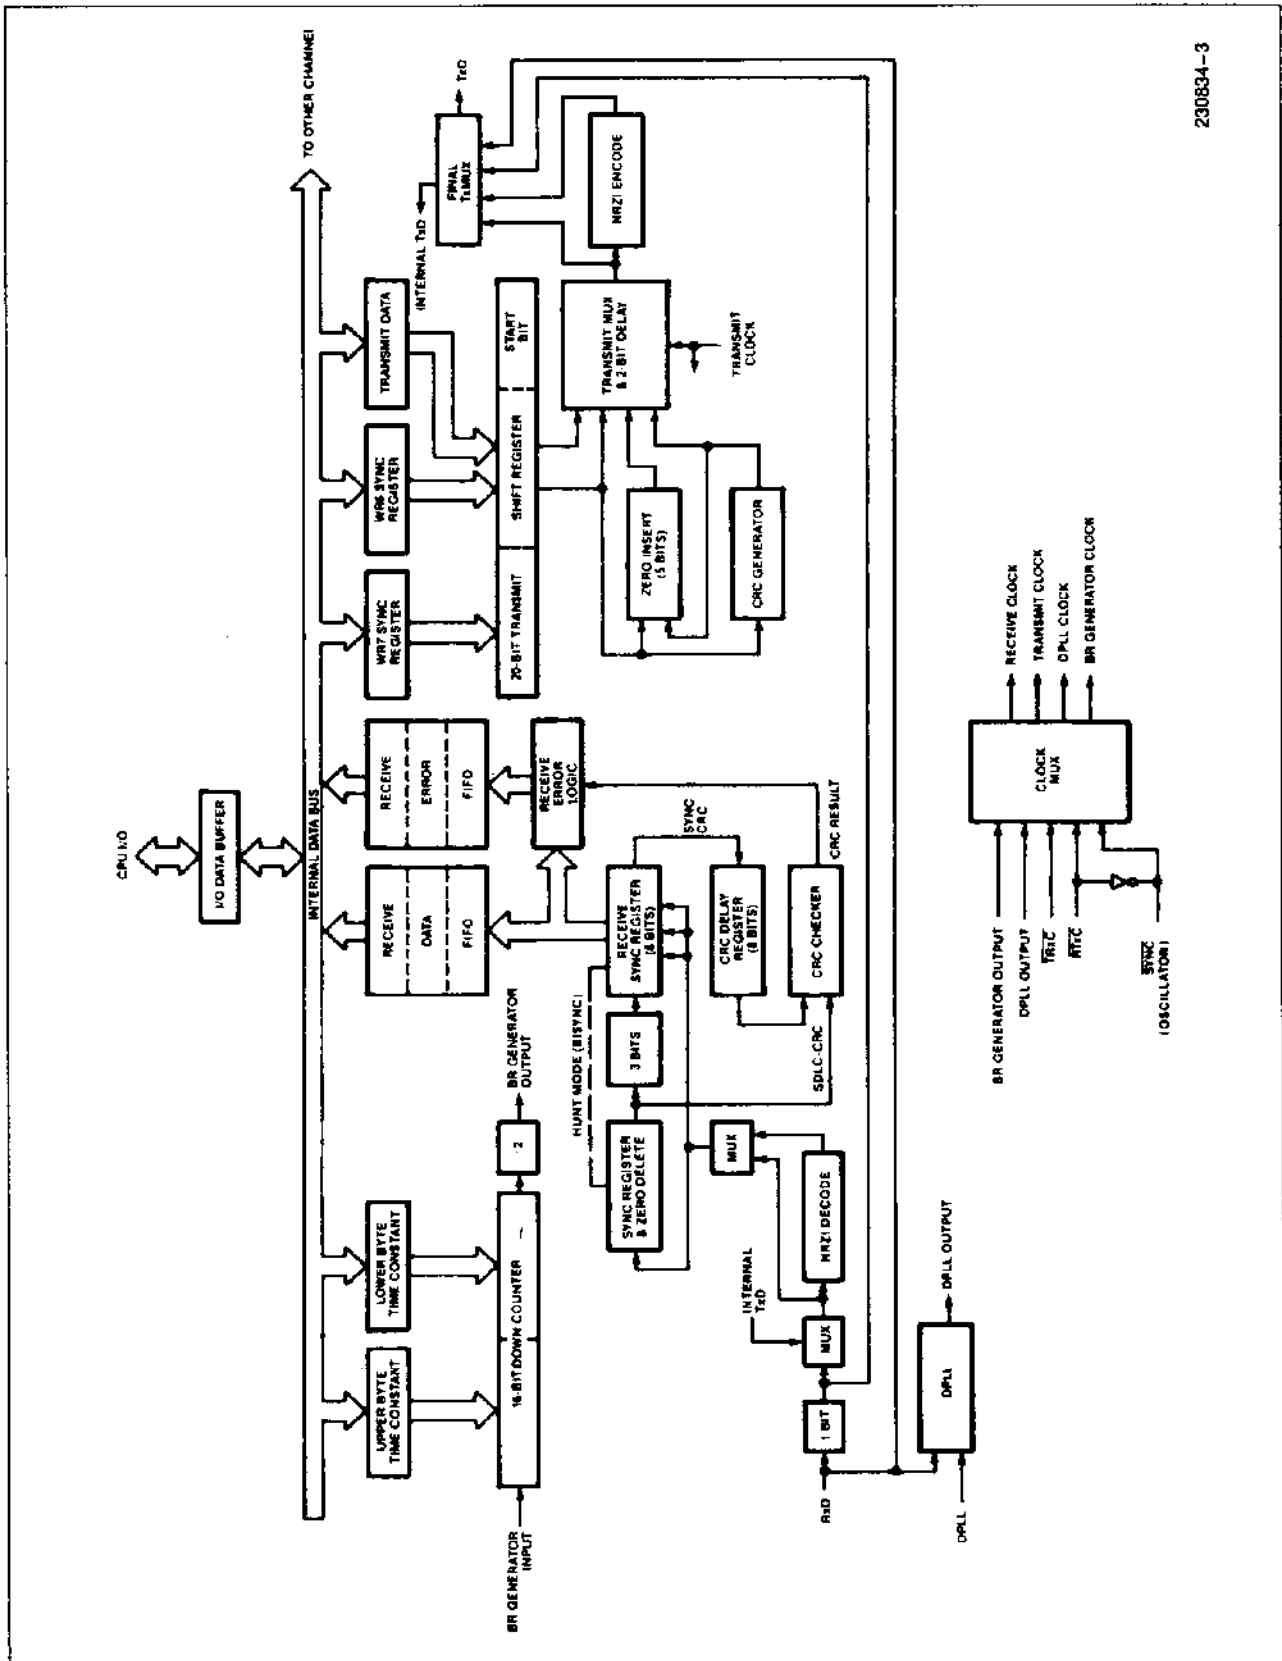 CPU I/O
I/O DATA BUFFER
INTERNAL DATA BUS
TO OTHER CHANNEL
UPPER BYTE
TIME CONSTANT
LOWER BYTE
TIME CONSTANT
RECEIVE
DATA
FIFO
RECEIVE
ERROR
FIFO
WR7 SYNC
REGISTER
WR6 SYNC
REGISTER
TRANSMIT DATA
BR GENERATOR
INPUT
16-BIT DOWN COUNTER
÷2
BR GENERATOR
OUTPUT
RECEIVE
ERROR
LOGIC
20-BIT TRANSMIT
SHIFT REGISTER
START
BIT
INTERNAL TxD
FINAL
TxMUX
TxD
HUNT MODE (BISYNC)
SYNC REGISTER
& ZERO DELETE
3 BITS
RECEIVE
SYNC REGISTER
SYNC
CRC
ZERO INSERT
(5 BITS)
TRANSMIT MUX
& 2-BIT DELAY
NRZI ENCODE
MUX
CRC DELAY
REGISTER
(8 BITS)
CRC GENERATOR
TRANSMIT
CLOCK
INTERNAL
TxD
SDLC-CRC
CRC CHECKER
CRC RESULT
RxD
1 BIT
MUX
NRZI DECODE
DPLL
DPLL
DPLL OUTPUT
BR GENERATOR OUTPUT
DPLL OUTPUT
TRxC
RTxC
SYNC
(OSCILLATOR)
CLOCK
MUX
RECEIVE CLOCK
TRANSMIT CLOCK
DPLL CLOCK
BR GENERATOR CLOCK
230834-3